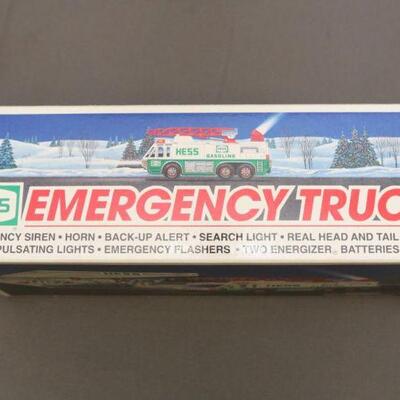 HESS
GASOLINE
EMERGENCY TRUC
NCY SIREN • HORN • BACK-UP ALERT • SEARCH LIGHT • REAL HEAD AND TAIL
PULSATING LIGHTS • EMERGENCY FLASHERS • TWO ENERGIZER BATTERIES